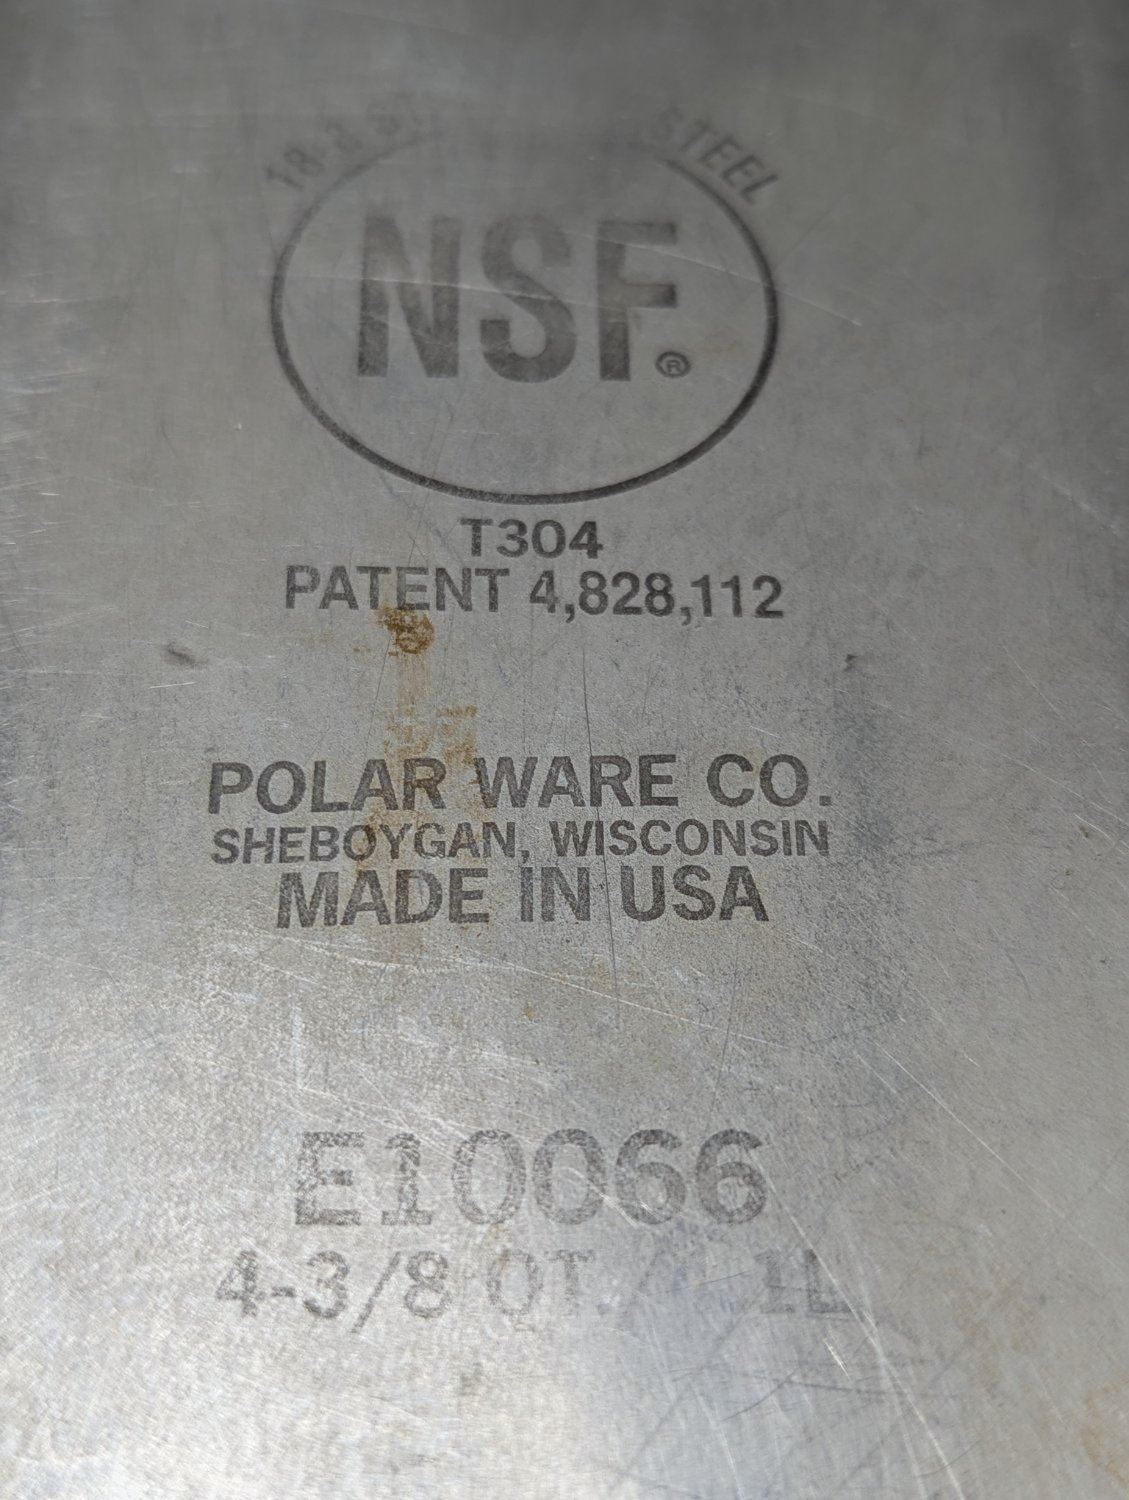 18-8 STEEL
NSF®
T304
PATENT 4,828,112
POLAR WARE CO.
SHEBOYGAN, WISCONSIN
MADE IN USA
E10066
4-3/8 QT./